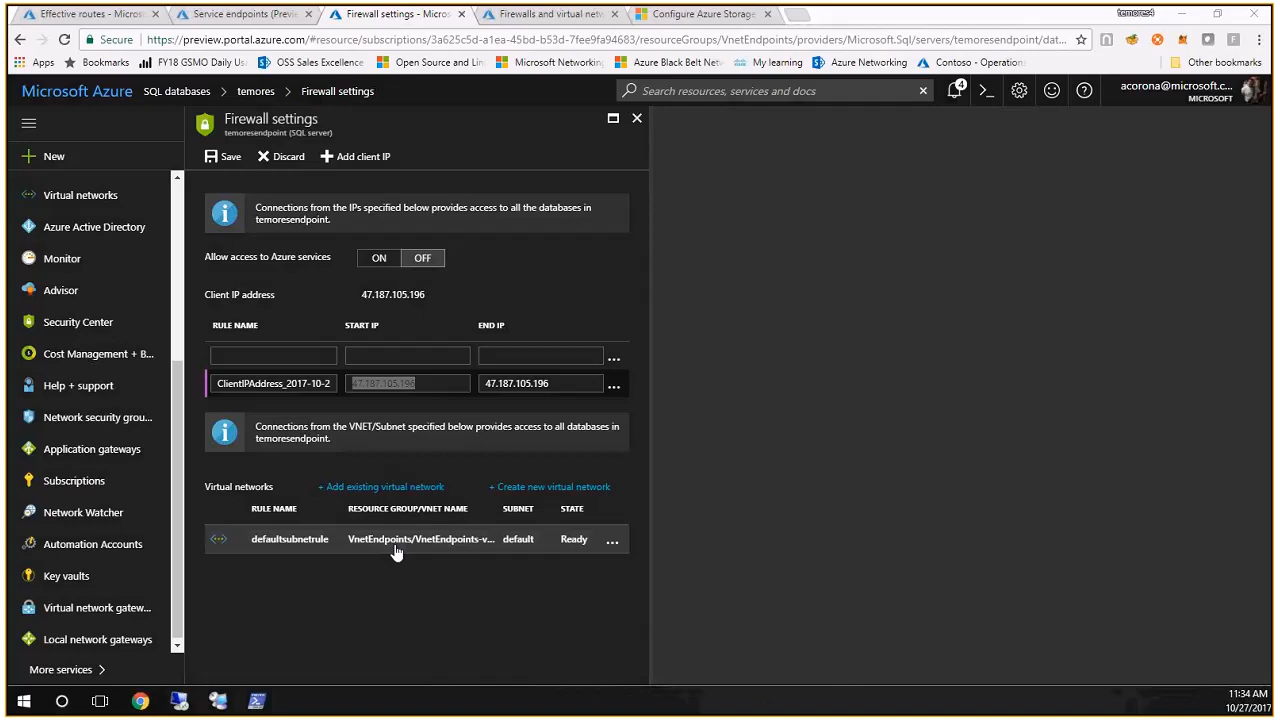 Effective routes - Micros
Service endpoints (Previ
Firewall settings - Micros
Firewalls and virtual netw
Configure Azure Storage
temores4
Secure
https://preview.portal.azure.com/#resource/subscriptions/3a625c5d-a1ea-45bd-b53d-7fee9fa94683/resourceGroups/VnetEndpoints/providers/Microsoft.Sql/servers/temoresendpoint/dat...
Apps
Bookmarks
FY18 GSMO Daily Us
OSS Sales Excellence
Open Source and Lin
Microsoft Networking
Azure Black Belt Net
My learning
Azure Networking
Contoso - Operation
Other bookmarks
Microsoft Azure
SQL databases
temores
Firewall settings
Search resources, services and docs
4
acorona@microsoft.c...
MICROSOFT
New
Virtual networks
Azure Active Directory
Monitor
Advisor
Security Center
Cost Management + B...
Help + support
Network security grou...
Application gateways
Subscriptions
Network Watcher
Automation Accounts
Key vaults
Virtual network gatew...
Local network gateways
More services
Firewall settings
temoresendpoint (SQL server)
Save
Discard
Add client IP
Connections from the IPs specified below provides access to all the databases in
temoresendpoint.
Allow access to Azure services
ON
OFF
Client IP address
47.187.105.196
RULE NAME
START IP
END IP
...
ClientIPAddress_2017-10-2
47.187.105.196
47.187.105.196
...
Connections from the VNET/Subnet specified below provides access to all databases in
temoresendpoint.
Virtual networks
+ Add existing virtual network
+ Create new virtual network
RULE NAME
RESOURCE GROUP/VNET NAME
SUBNET
STATE
defaultsubnetrule
VnetEndpoints/VnetEndpoints-v...
default
Ready
...
11:34 AM
10/27/2017